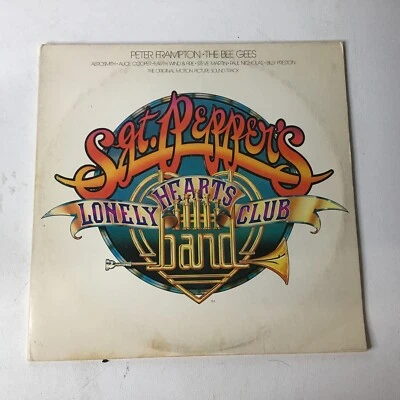 PETER FRAMPTON • THE BEE GEES
AEROSMITH • ALICE COOPER • EARTH WIND & FIRE • STEVE MARTIN • PAUL NICHOLAS • BILLY PRESTON
THE ORIGINAL MOTION PICTURE SOUND TRACK
Sgt. Pepper's
LONELY HEARTS CLUB
band